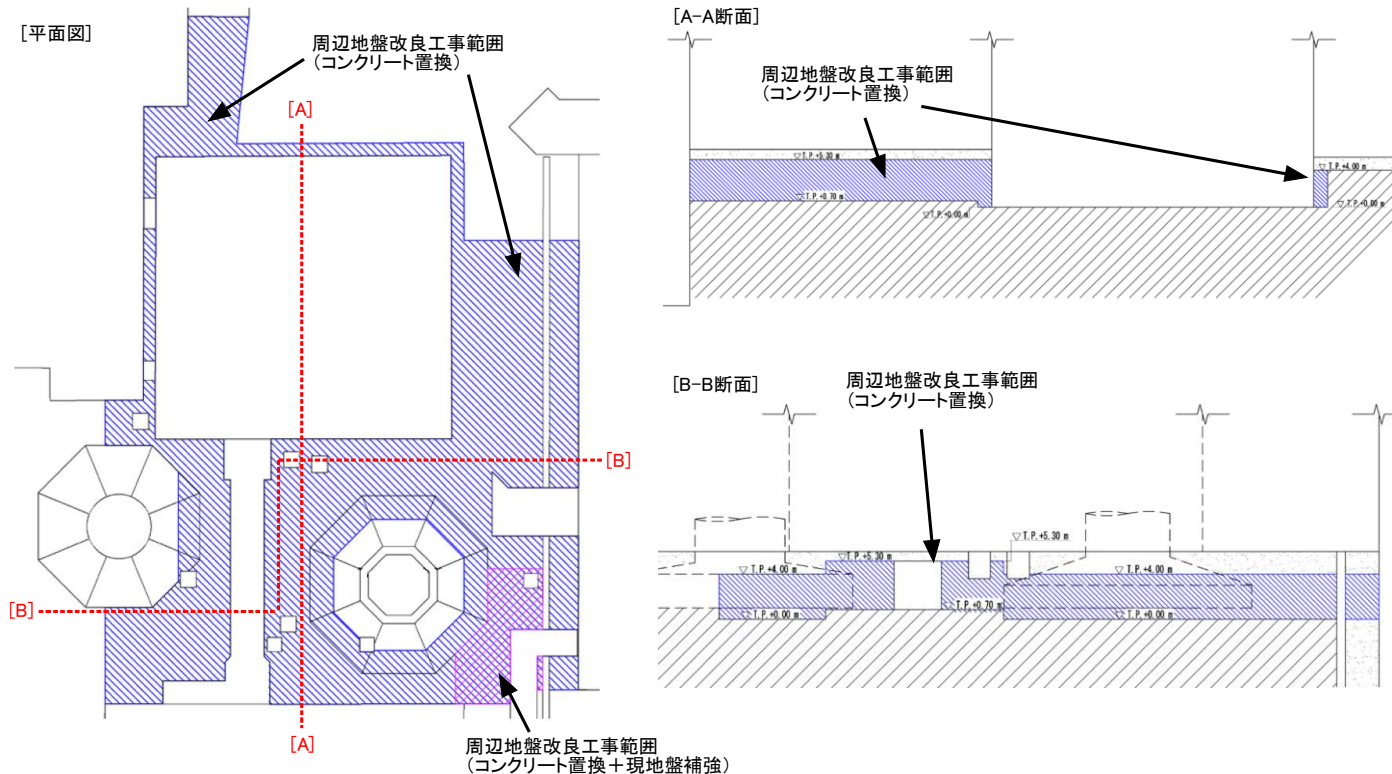 [平面図]
周辺地盤改良工事範囲
(コンクリート置換)
[A]
[B]
[B]
[A]
周辺地盤改良工事範囲
(コンクリート置換+現地盤補強)
[A-A断面]
周辺地盤改良工事範囲
(コンクリート置換)
▽T.P.+5.30 m
▽T.P.+4.00 m
▽T.P.+0.70 m
▽T.P.+0.00 m
▽T.P.+0.00 m
[B-B断面]
周辺地盤改良工事範囲
(コンクリート置換)
▽T.P.+5.30 m
▽T.P.+5.30 m
▽T.P.+4.00 m
▽T.P.+4.00 m
▽T.P.+0.70 m
▽T.P.+0.00 m
▽T.P.+0.00 m